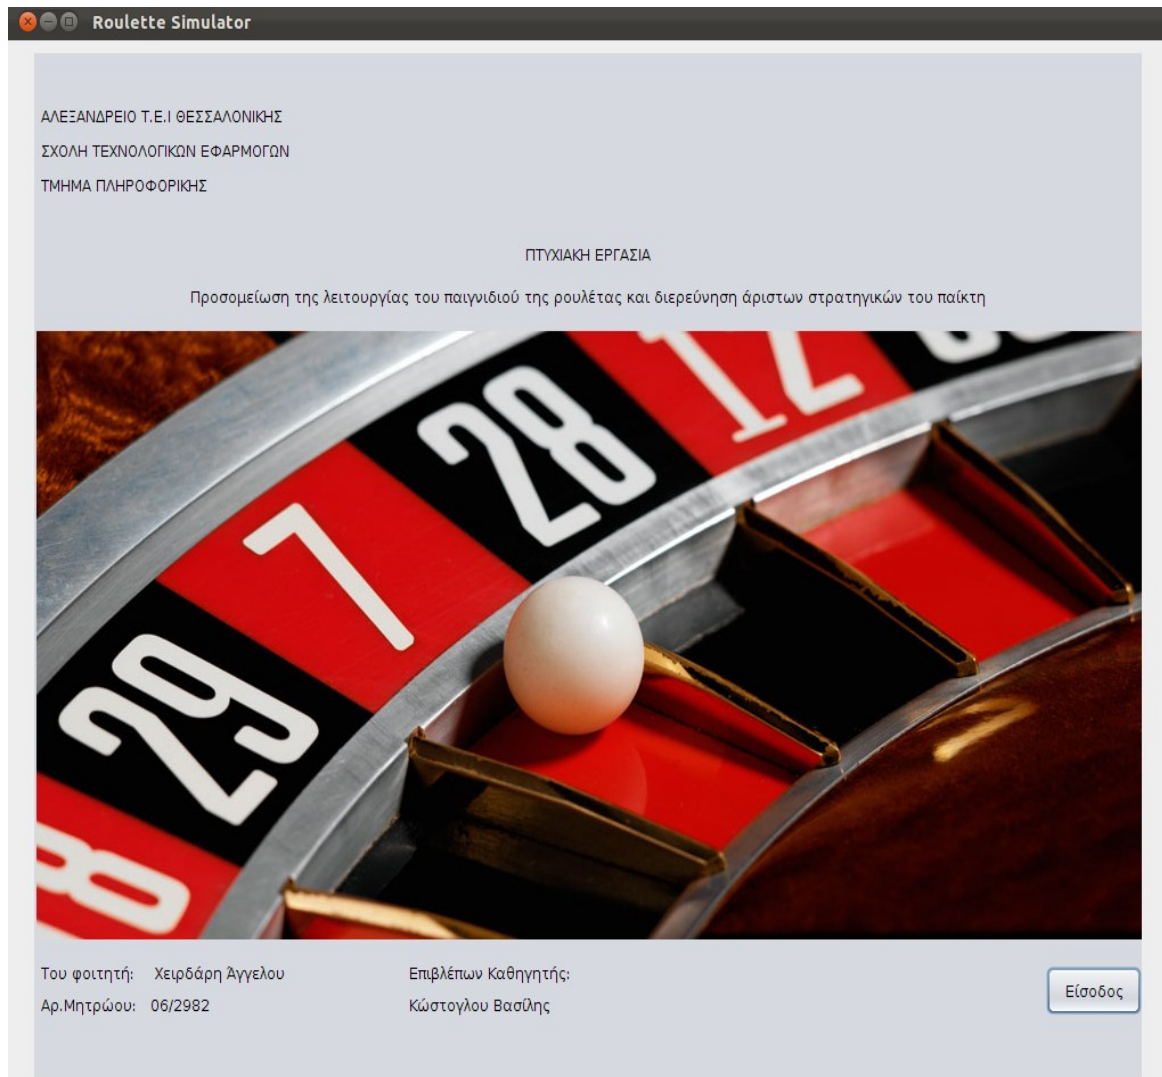 Roulette Simulator
ΑΛΕΞΑΝΔΡΕΙΟ Τ.Ε.Ι ΘΕΣΣΑΛΟΝΙΚΗΣ
ΣΧΟΛΗ ΤΕΧΝΟΛΟΓΙΚΩΝ ΕΦΑΡΜΟΓΩΝ
ΤΜΗΜΑ ΠΛΗΡΟΦΟΡΙΚΗΣ
ΠΤΥΧΙΑΚΗ ΕΡΓΑΣΙΑ
Προσομείωση της λειτουργίας του παιγνιδιού της ρουλέτας και διερεύνηση άριστων στρατηγικών του παίκτη
12
28
7
29
Του φοιτητή: Χειρδάρη Άγγελου
Επιβλέπων Καθηγητής:
Αρ.Μητρώου: 06/2982
Κώστογλου Βασίλης
Είσοδος